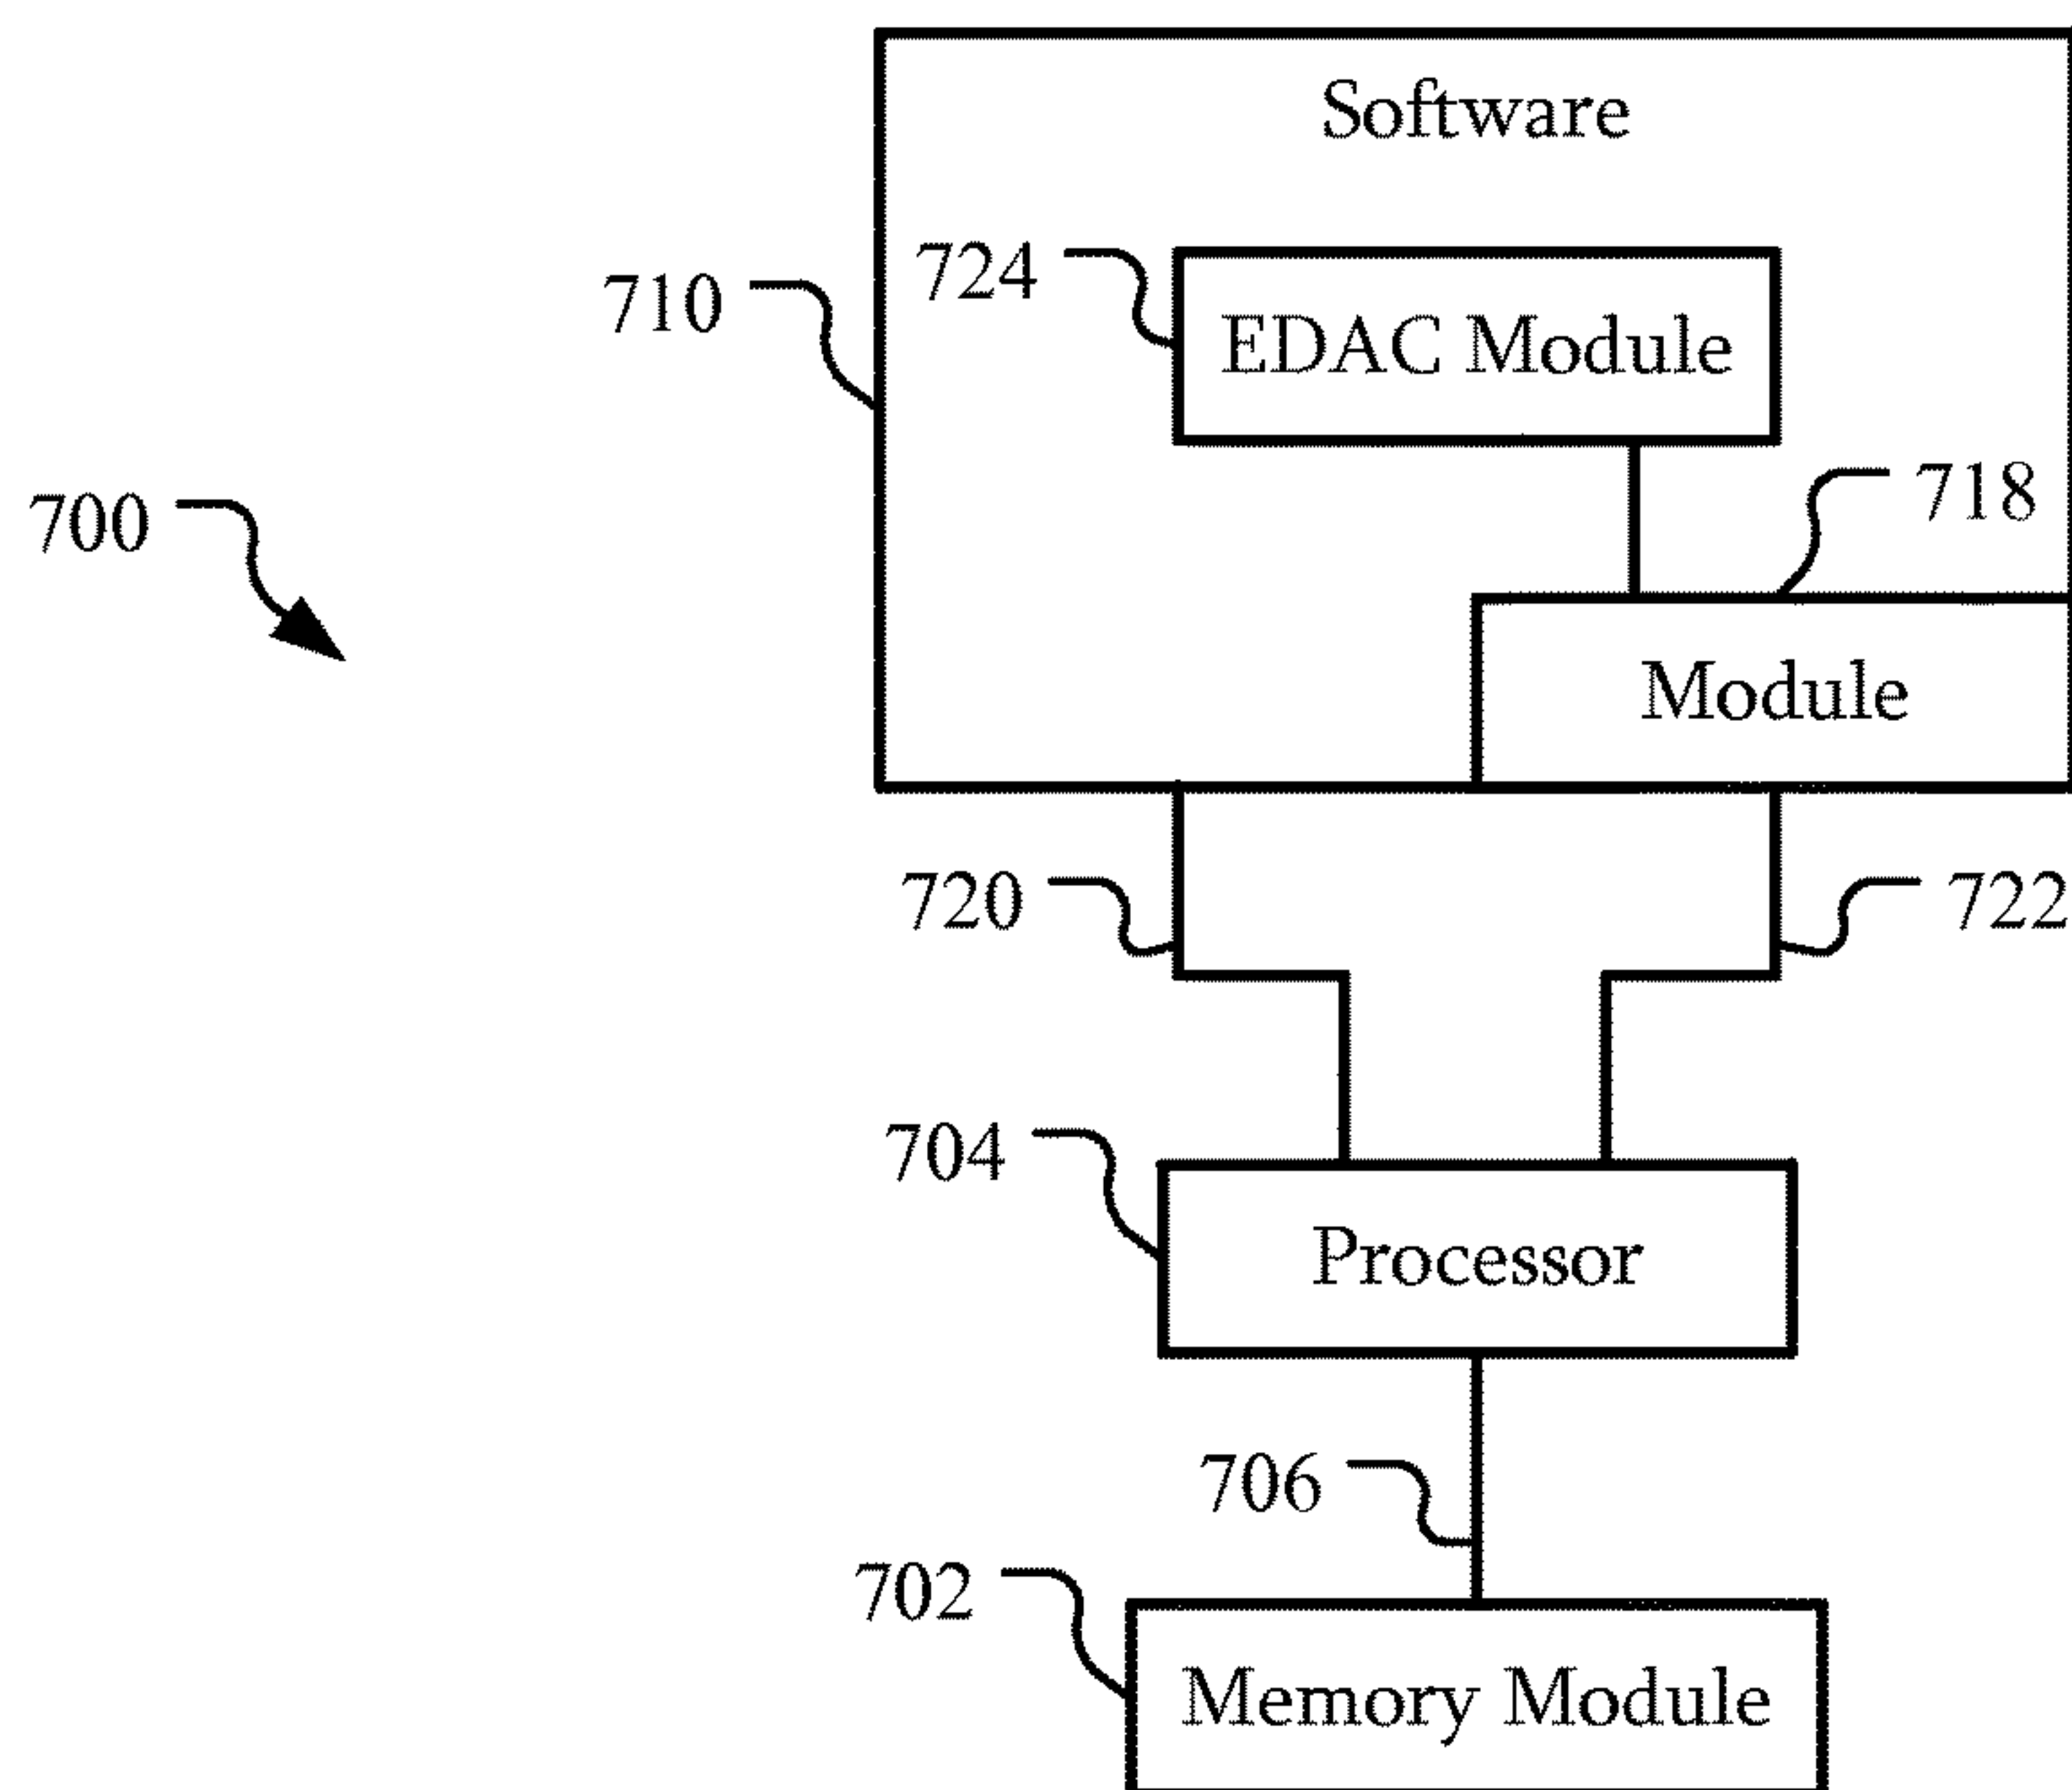 Software
724
710
EDAC Module
718
700
Module
720
722
704
Processor
706
702
Memory Module